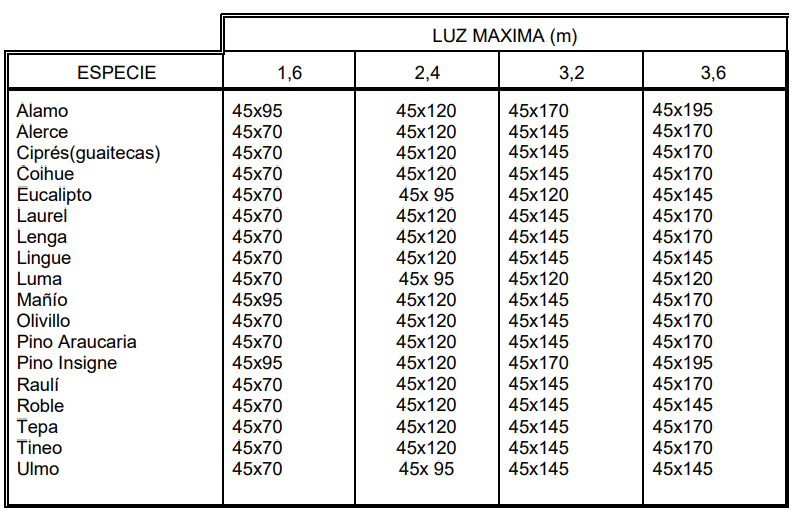 LUZ MAXIMA (m)
ESPECIE 1,6 2,4 3,2 3,6
Alamo 45x95 45x120 45x170 45x195
Alerce 45x70 45x120 45x145 45x170
Ciprés(guaitecas) 45x70 45x120 45x145 45x170
Coihue 45x70 45x120 45x145 45x170
Eucalipto 45x70 45x 95 45x120 45x145
Laurel 45x70 45x120 45x145 45x170
Lenga 45x70 45x120 45x145 45x170
Lingue 45x70 45x120 45x145 45x145
Luma 45x70 45x 95 45x120 45x120
Mañío 45x95 45x120 45x145 45x170
Olivillo 45x70 45x120 45x145 45x170
Pino Araucaria 45x70 45x120 45x145 45x170
Pino Insigne 45x95 45x120 45x170 45x195
Raulí 45x70 45x120 45x145 45x170
Roble 45x70 45x120 45x145 45x145
Tepa 45x70 45x120 45x145 45x170
Tineo 45x70 45x120 45x145 45x170
Ulmo 45x70 45x 95 45x145 45x145